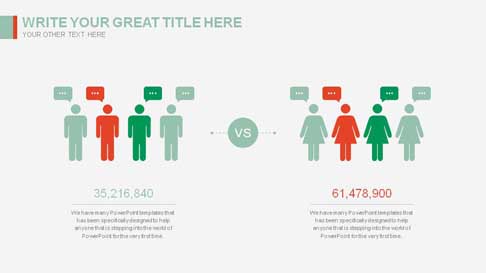 WRITE YOUR GREAT TITLE HERE
YOUR OTHER TEXT HERE
VS
35,216,840
We have many PowerPoint templates that
has been specifically designed to help
anyone that is stepping into the world of
PowerPoint for the very first time.
61,478,900
We have many PowerPoint templates that
has been specifically designed to help
anyone that is stepping into the world of
PowerPoint for the very first time.